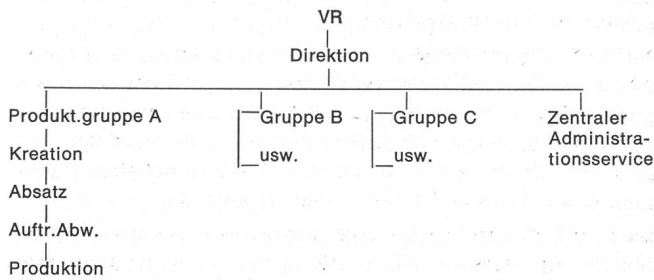 VR
Direktion
Produkt.gruppe A
Gruppe B
Gruppe C
Zentraler
Administra-
tionsservice
Kreation
usw.
usw.
Absatz
Auftr.Abw.
Produktion